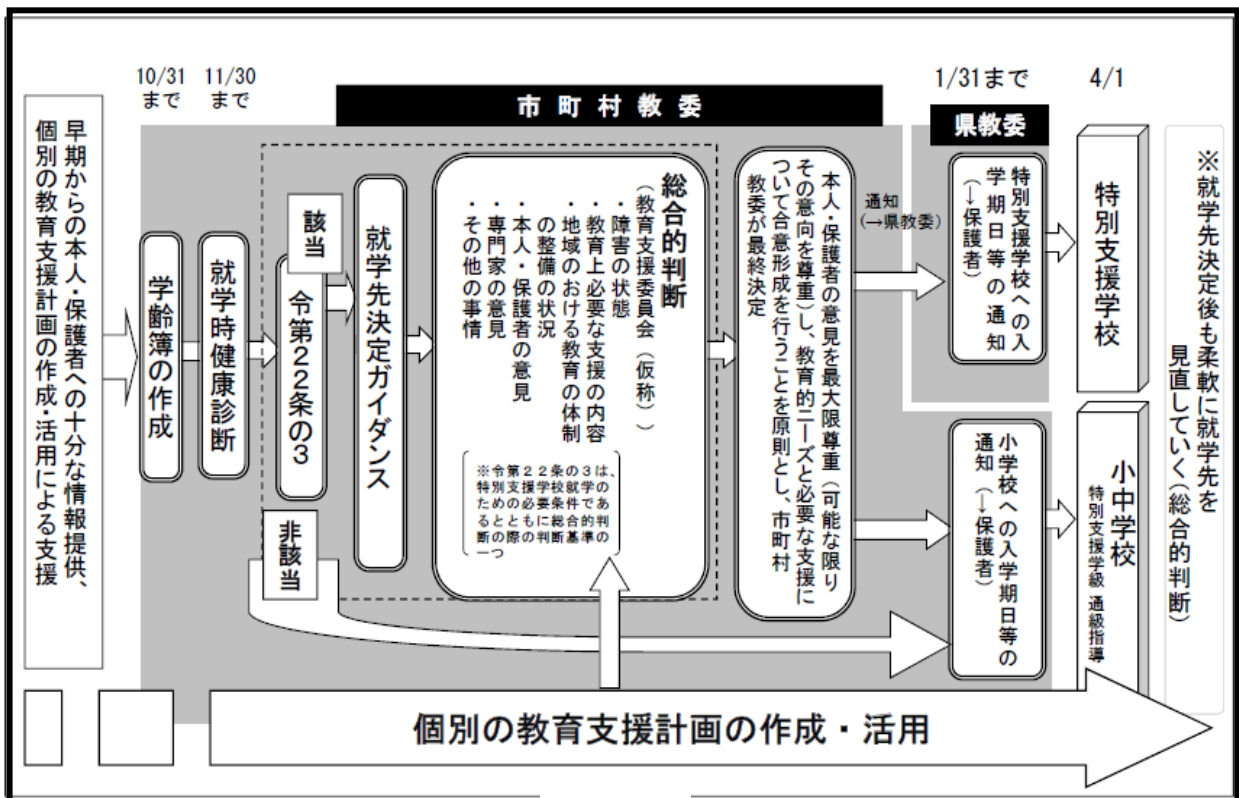 10/31
まで
11/30
まで
1/31まで
4/1
市町村教委
県教委
早期からの本人・保護者への十分な情報提供、
個別の教育支援計画の作成・活用による支援
学齢簿の作成
就学時健康診断
該当
令第22条の3
非該当
就学先決定ガイダンス
総合的判断
（教育支援委員会（仮称））
・障害の状態
・教育上必要な支援の内容
・地域のおける教育の体制
の整備の状況
・本人・保護者の意見
・専門家の意見
・その他の事情
※令第２２条の３は、
特別支援学校就学の
ための必要条件であ
るとともに総合的判
断の際の判断基準の
一つ
本人・保護者の意見を最大限尊重（可能な限り
その意向を尊重）し、教育的ニーズと必要な支援に
ついて合意形成を行うことを原則とし、市町村
教委が最終決定
通知
（→県教委）
特別支援学校への入
学期日等の通知
（→保護者）
小学校への入学期日等の
通知（→保護者）
特別支援学校
小中学校
特別支援学級 通級指導
※就学先決定後も柔軟に就学先を
見直していく（総合的判断）
個別の教育支援計画の作成・活用